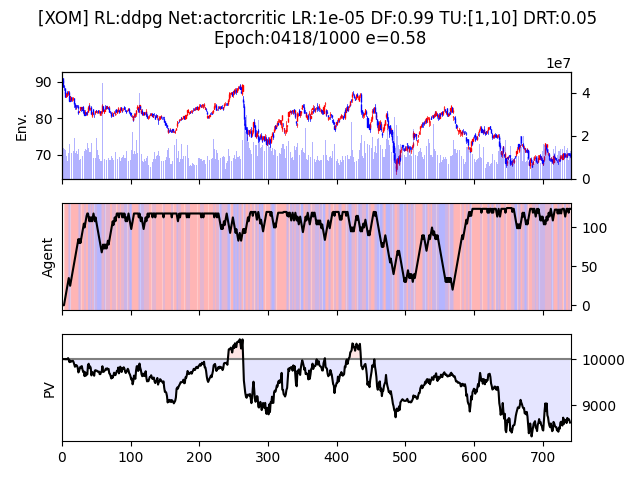 [XOM] RL:ddpg Net:actorcritic LR:1e-05 DF:0.99 TU:[1,10] DRT:0.05
Epoch:0418/1000 e=0.58
1e7
90
80
70
Env.
4
2
0
Agent
100
50
0
PV
10000
9000
0 100 200 300 400 500 600 700